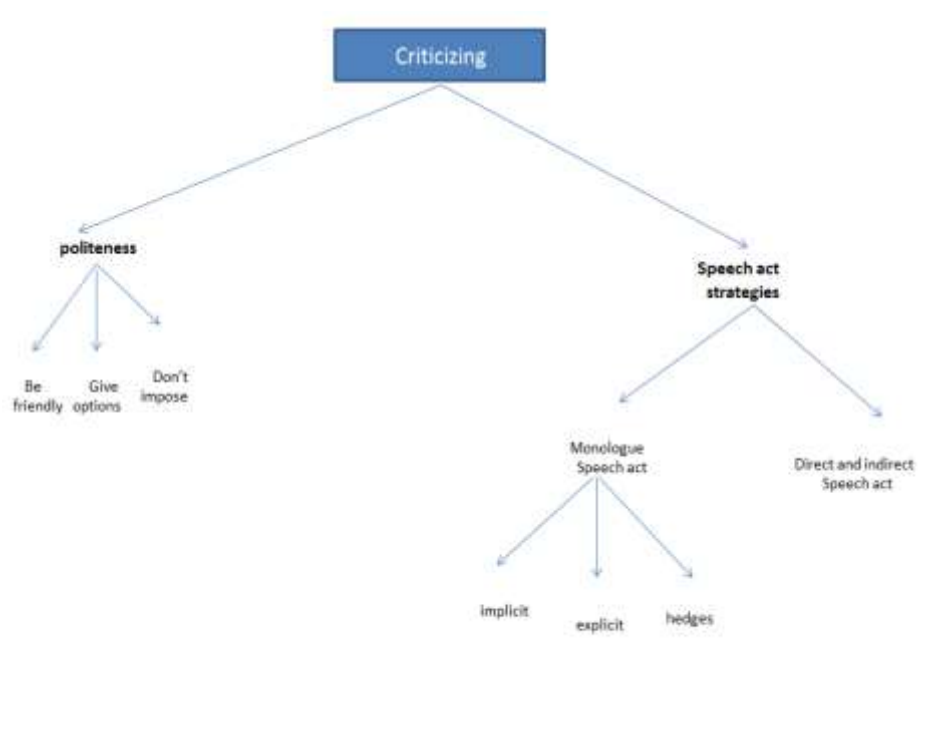 Criticizing
politeness
Speech act
strategies
Be
friendly
Give
options
Don't
impose
Monologue
Speech act
Direct and indirect
Speech act
implicit
explicit
hedges